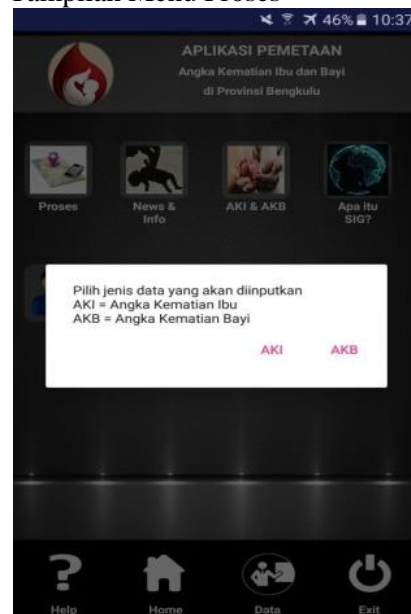 Tampilan Menu Proses
46% 10:37
APLIKASI PEMETAAN
Angka Kematian Ibu dan Bayi
di Provinsi Bengkulu
Proses
News &
Info
AKI & AKB
Apa itu
SIG?
Pilih jenis data yang akan diinputkan
AKI = Angka Kematian Ibu
AKB = Angka Kematian Bayi
AKI AKB
Help Home Data Exit